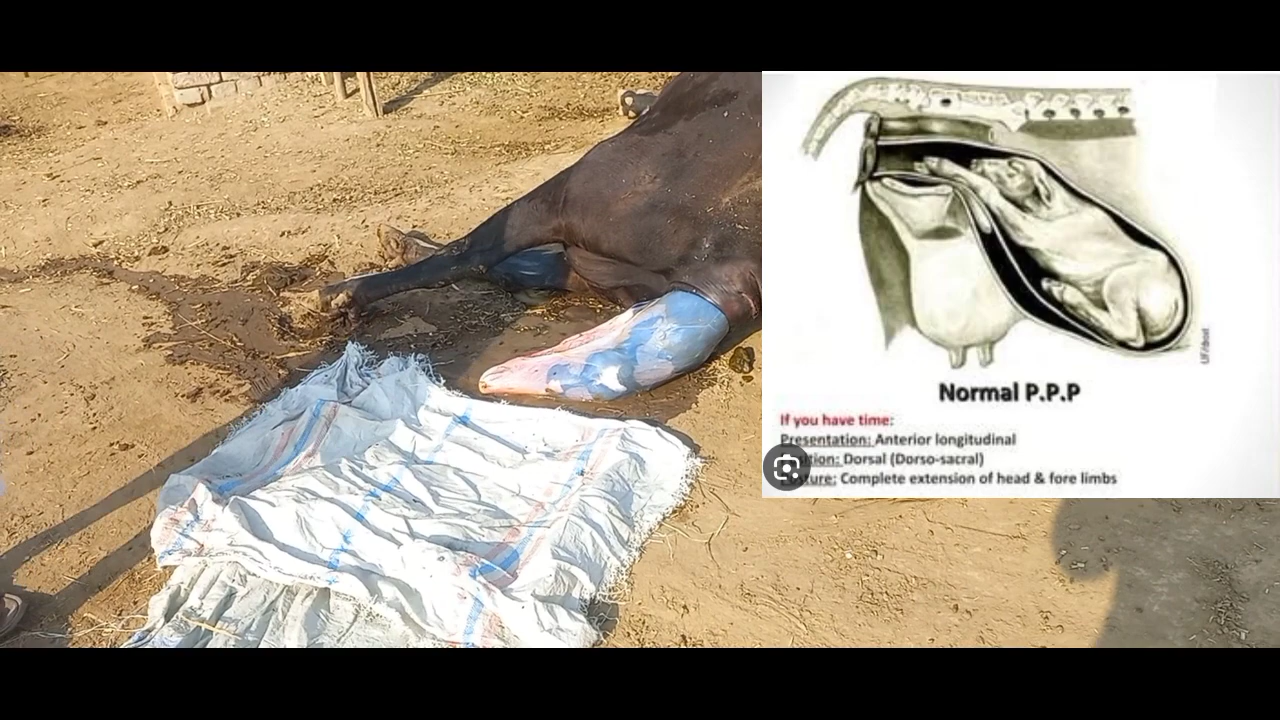 Normal P.P.P
If you have time:
Presentation: Anterior longitudinal
Dorsal (Dorso-sacral)
Complete extension of head & fore limbs